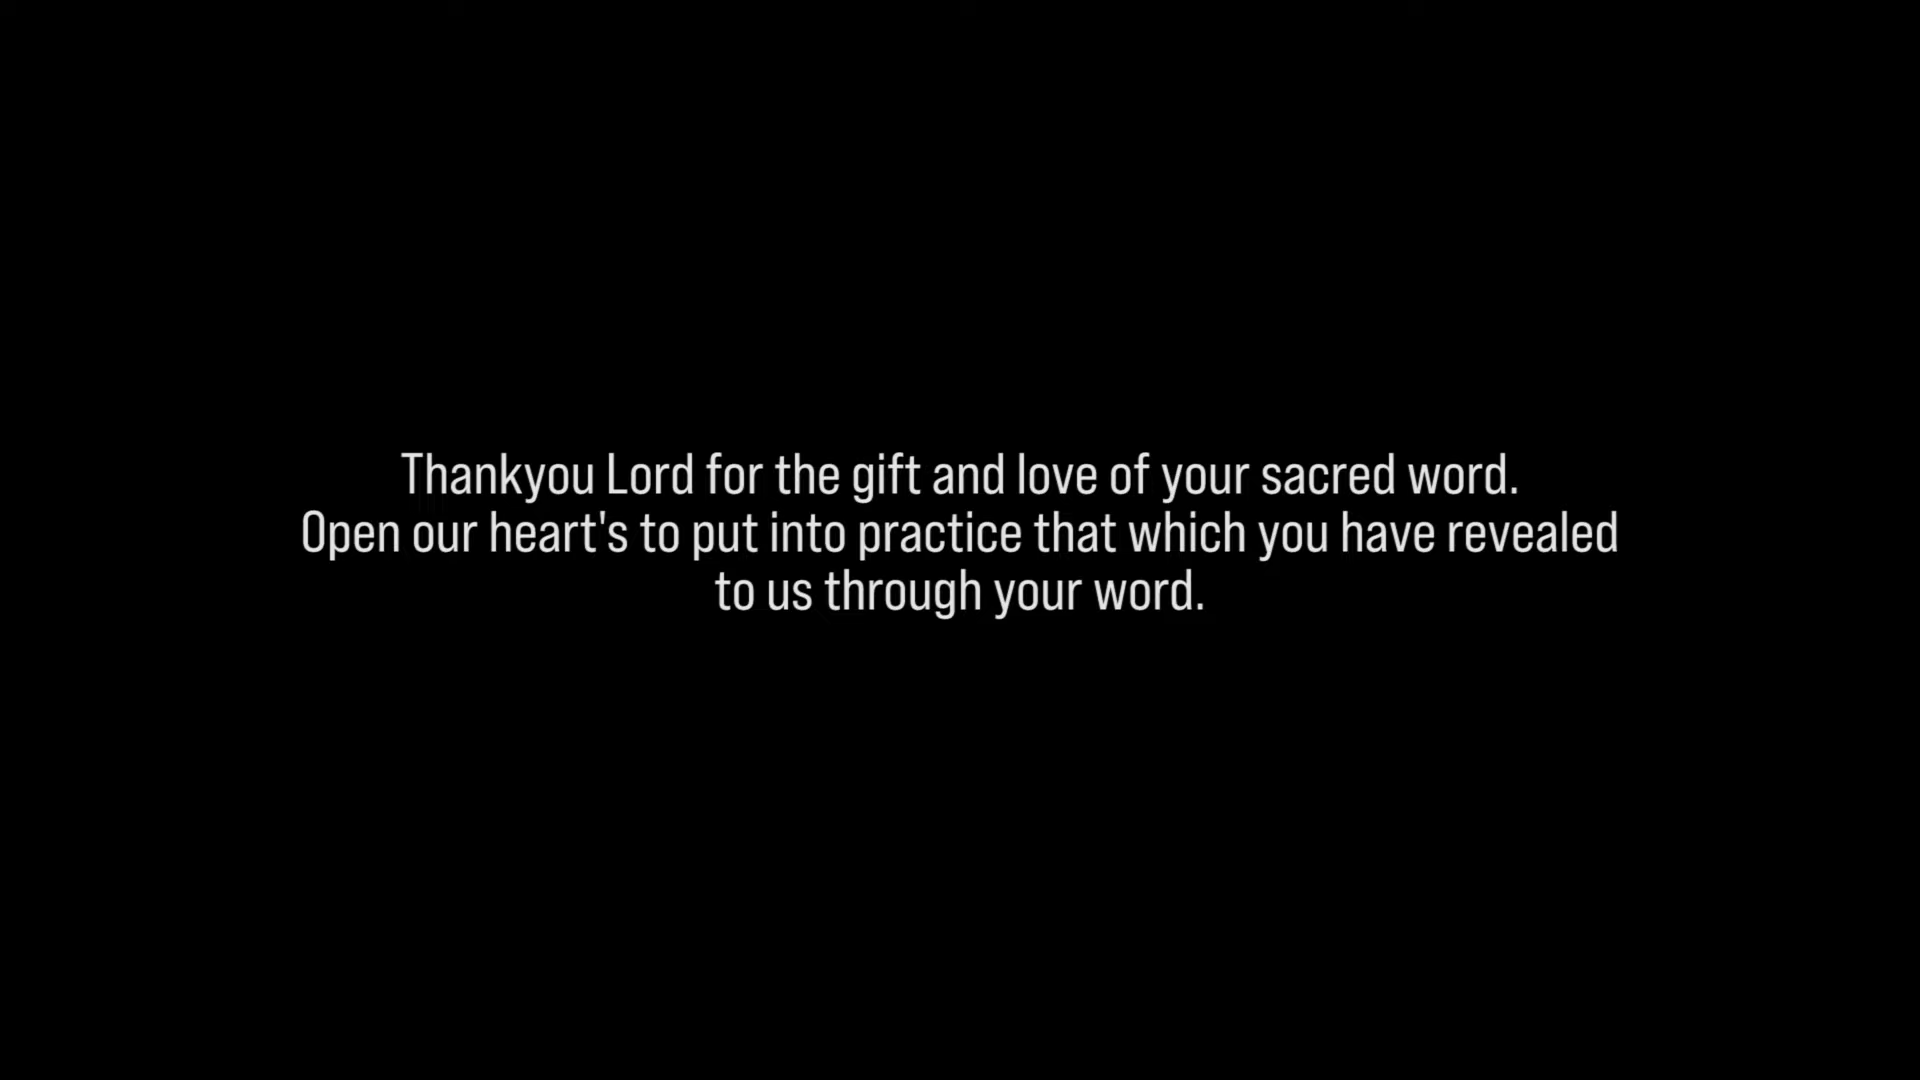 Thankyou Lord for the gift and love of your sacred word.
Open our heart's to put into practice that which you have revealed
to us through your word.